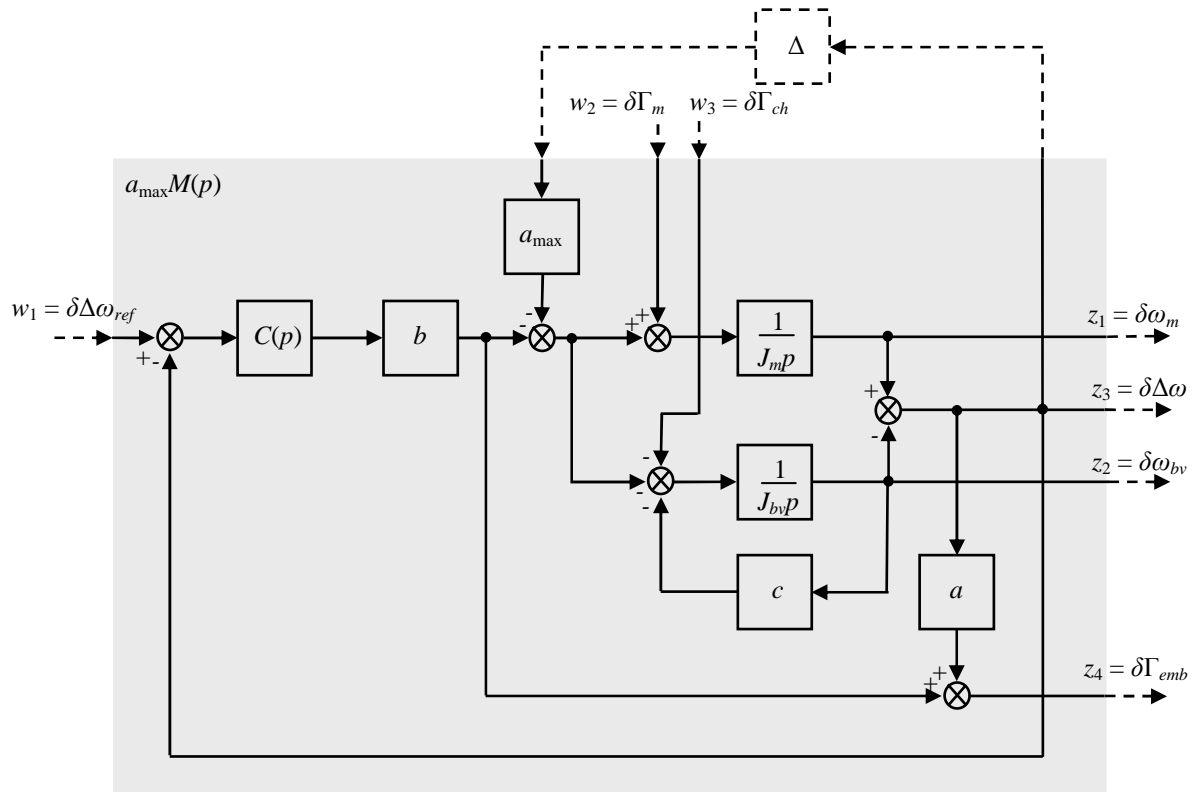 Δ
w₂ = δΓₘ w₃ = δΓ_ch
a_max M(p)
a_max
w₁ = δΔω_ref
+ -
C(p)
b
- -
+ +
1
Jₘp
z₁ = δωₘ
+
-
z₃ = δΔω
-
-
-
1
J_bv p
z₂ = δω_bv
c
a
+ +
z₄ = δΓ_emb